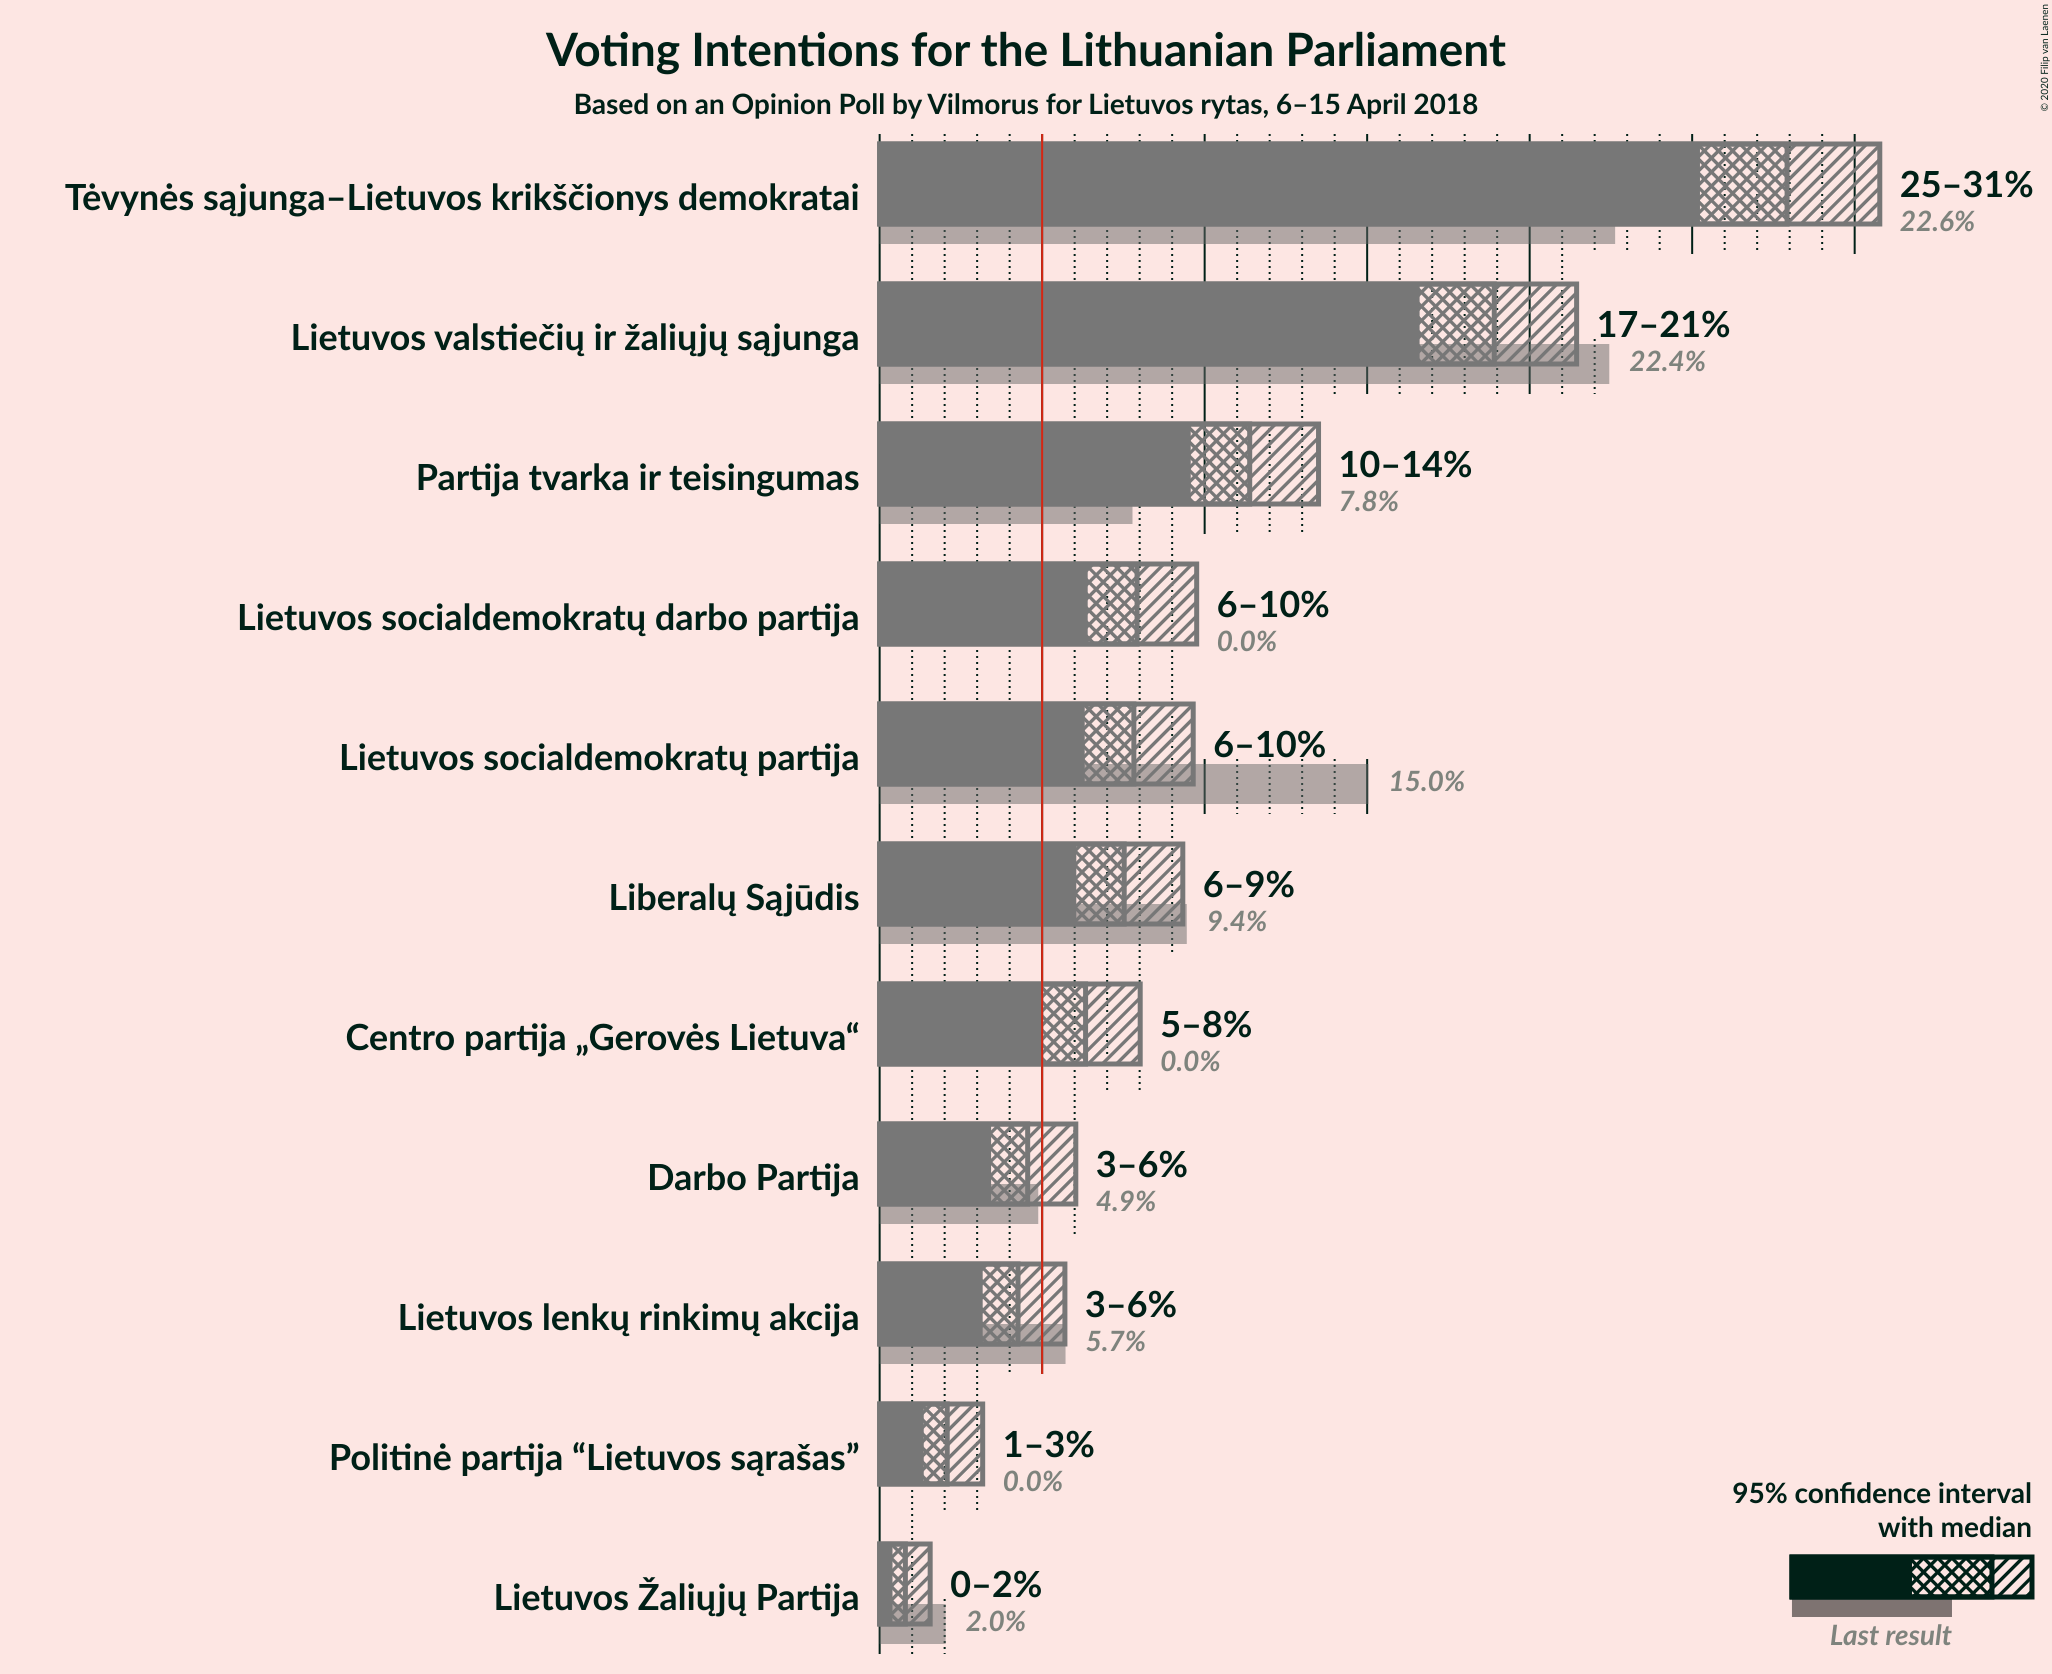 Voting Intentions for the Lithuanian Parliament
Based on an Opinion Poll by Vilmorus for Lietuvos rytas, 6–15 April 2018
© 2020 Filip van Laenen
Tėvynės sąjunga–Lietuvos krikščionys demokratai
25–31%
22.6%
Lietuvos valstiečių ir žaliųjų sąjunga
17–21%
22.4%
Partija tvarka ir teisingumas
10–14%
7.8%
Lietuvos socialdemokratų darbo partija
6–10%
0.0%
Lietuvos socialdemokratų partija
6–10%
15.0%
Liberalų Sąjūdis
6–9%
9.4%
Centro partija „Gerovės Lietuva“
5–8%
0.0%
Darbo Partija
3–6%
4.9%
Lietuvos lenkų rinkimų akcija
3–6%
5.7%
Politinė partija “Lietuvos sąrašas”
1–3%
0.0%
Lietuvos Žaliųjų Partija
0–2%
2.0%
95% confidence interval
with median
Last result